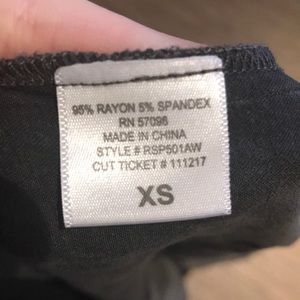 95% RAYON 5% SPANDEX
RN 57096
MADE IN CHINA
STYLE # RSP501AW
CUT TICKET # 111217
XS